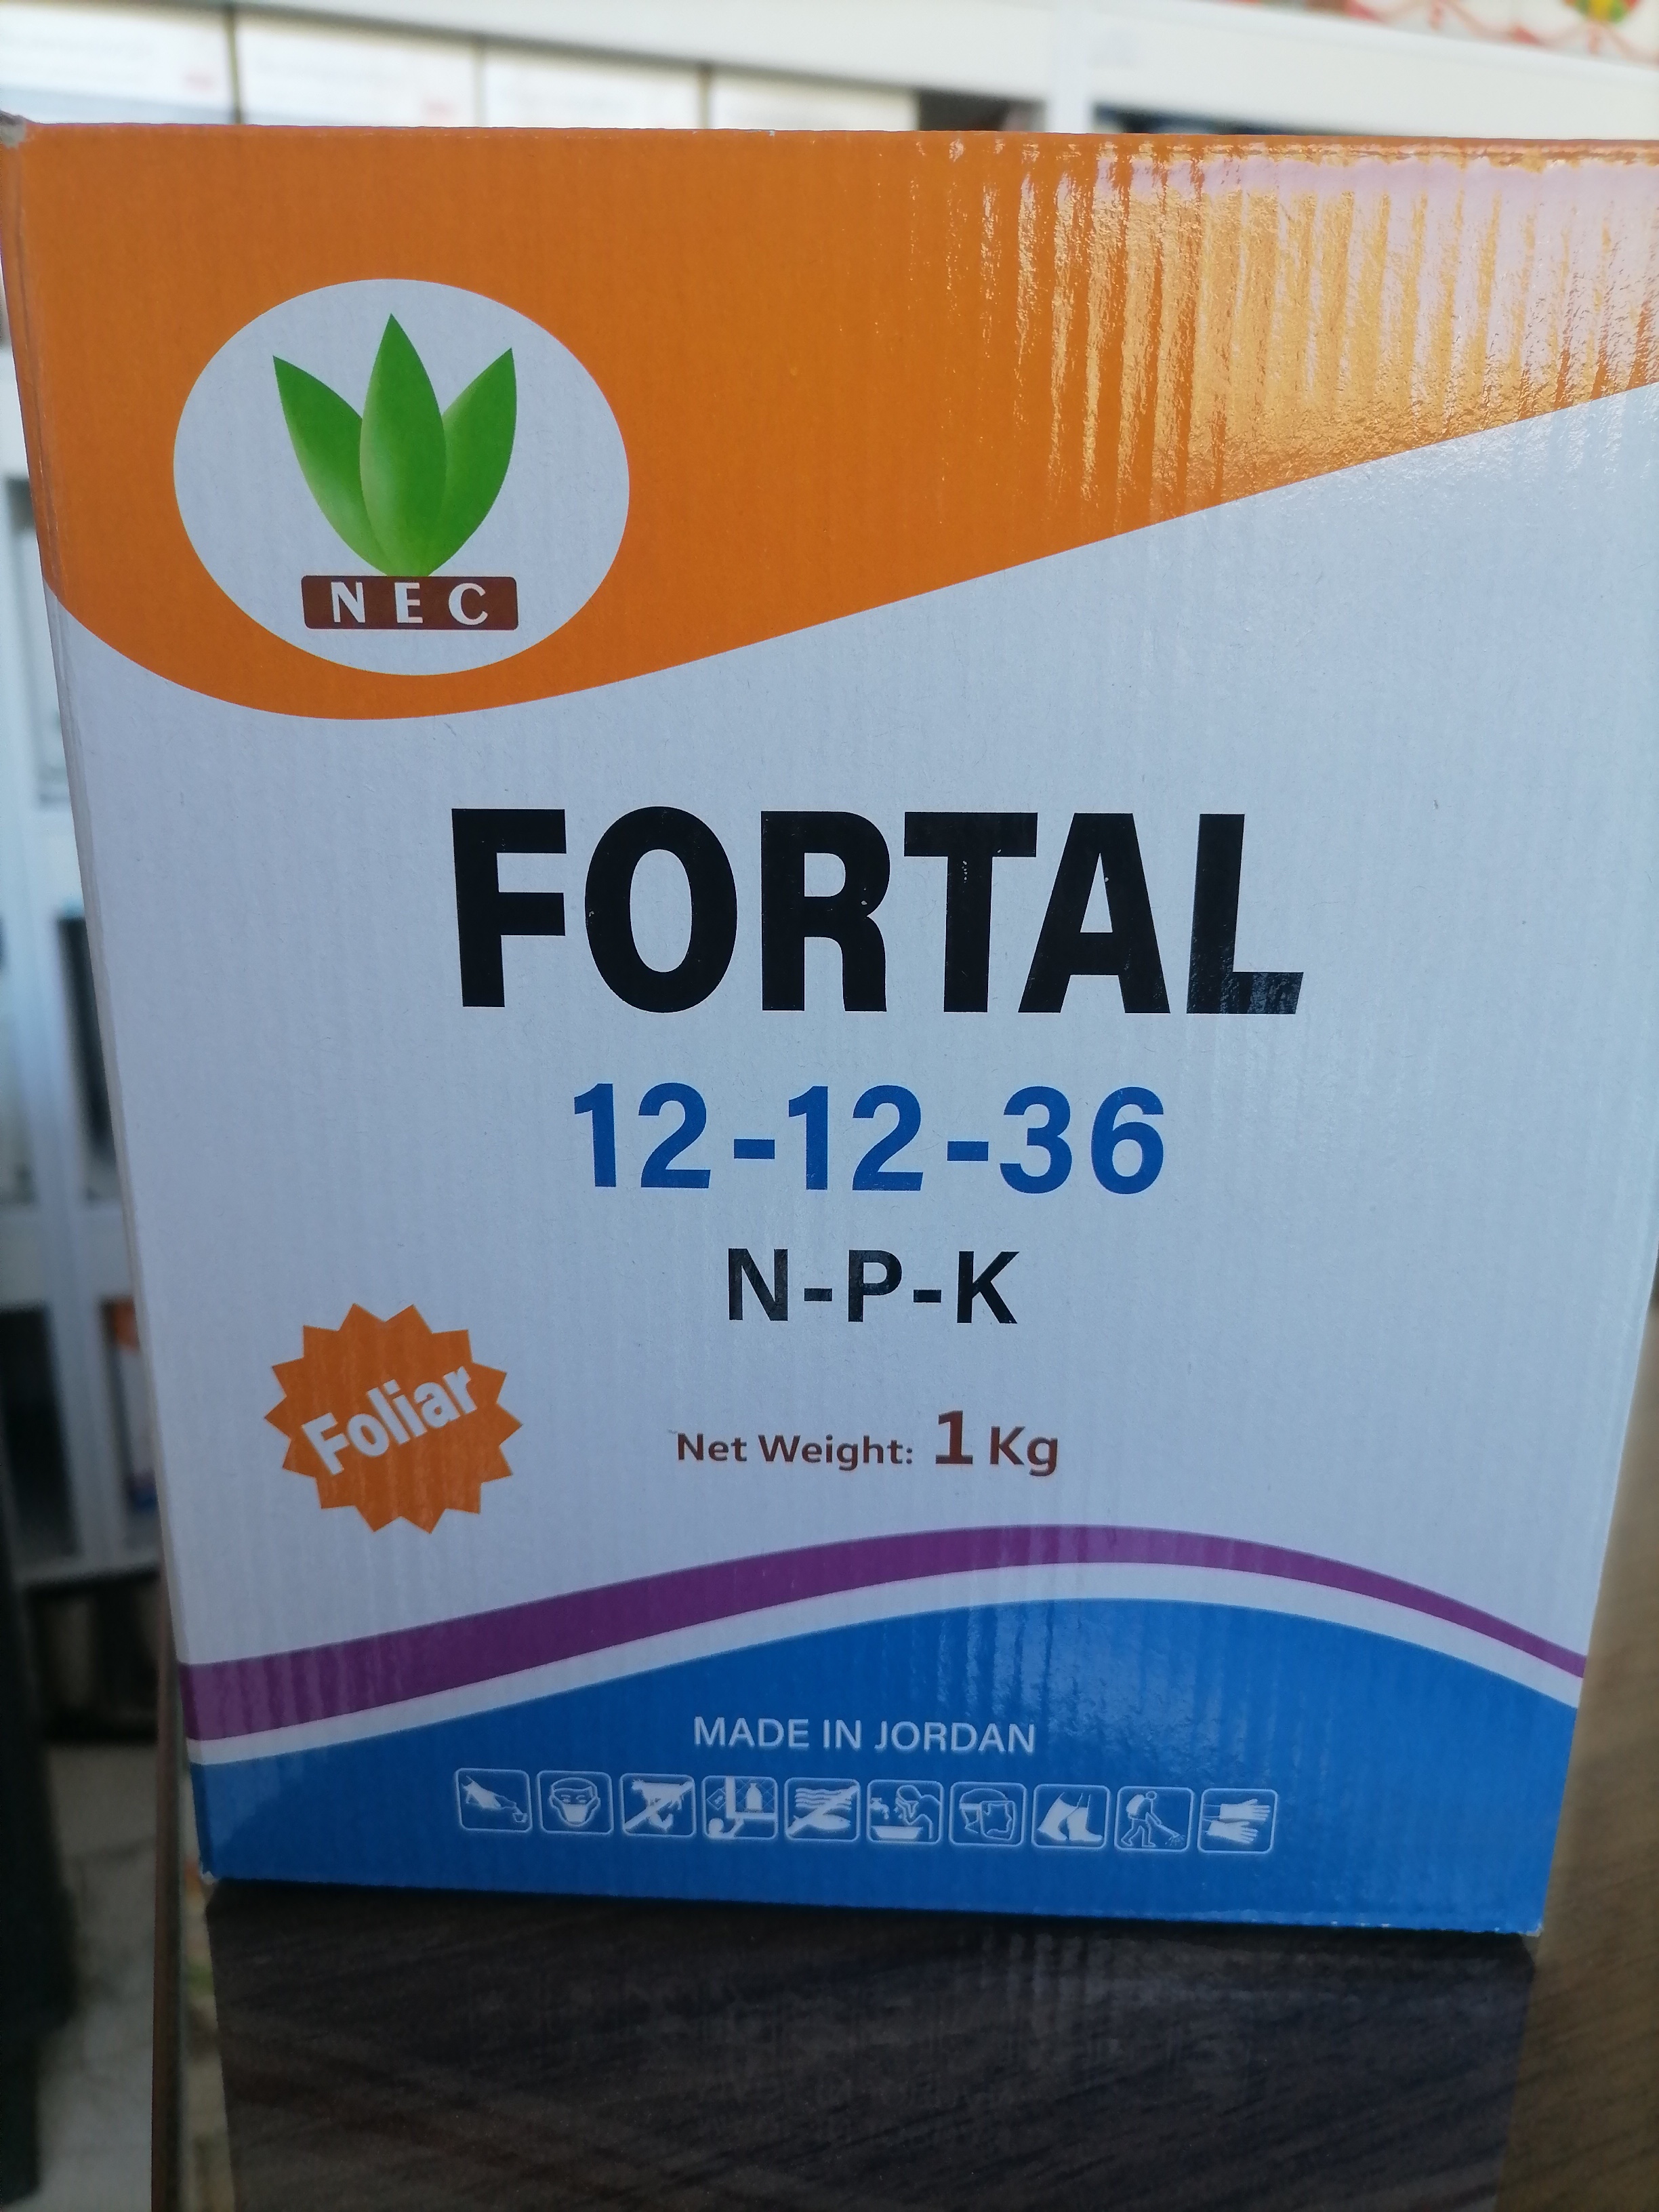 NEC
FORTAL
12-12-36
N-P-K
Foliar
Net Weight: 1 Kg
MADE IN JORDAN